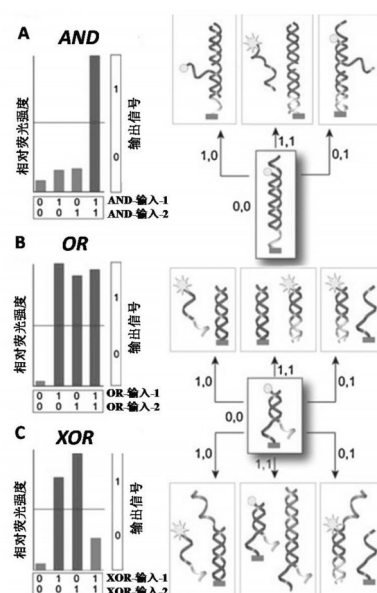 A AND
相对荧光强度
1
0
输出信号
0 1 0 1 AND-输入-1
0 0 1 1 AND-输入-2
1,0
1,1
0,1
0,0
B OR
相对荧光强度
1
0
输出信号
0 1 0 1 OR-输入-1
0 0 1 1 OR-输入-2
1,0
1,1
0,1
0,0
C XOR
相对荧光强度
1
0
输出信号
0 1 0 1 XOR-输入-1
0 0 1 1 XOR-输入-2
1,0
1,1
0,1